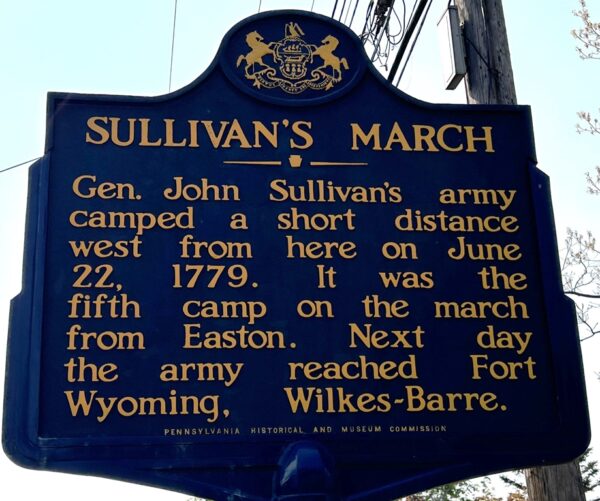 SULLIVAN'S MARCH
Gen. John Sullivan's army
camped a short distance
west from here on June
22, 1779. It was the
fifth camp on the march
from Easton. Next day
the army reached Fort
Wyoming, Wilkes-Barre.
PENNSYLVANIA HISTORICAL AND MUSEUM COMMISSION